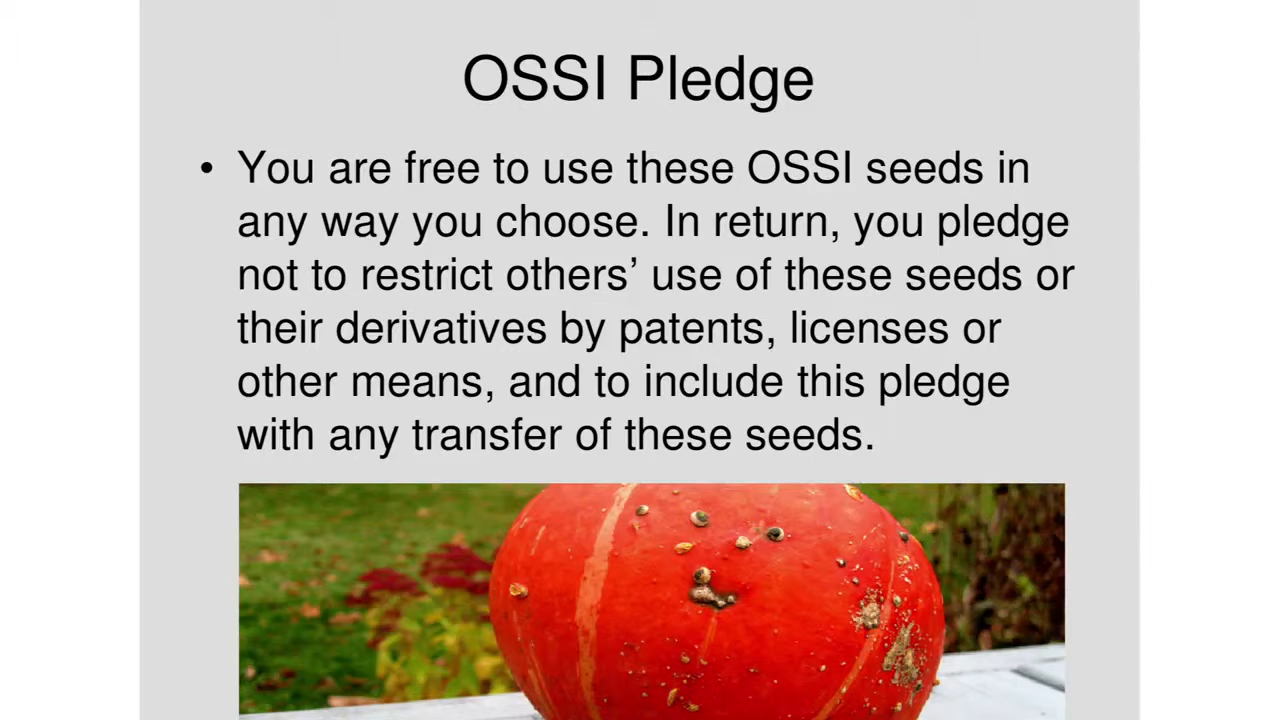 OSSI Pledge
• You are free to use these OSSI seeds in
any way you choose. In return, you pledge
not to restrict others’ use of these seeds or
their derivatives by patents, licenses or
other means, and to include this pledge
with any transfer of these seeds.